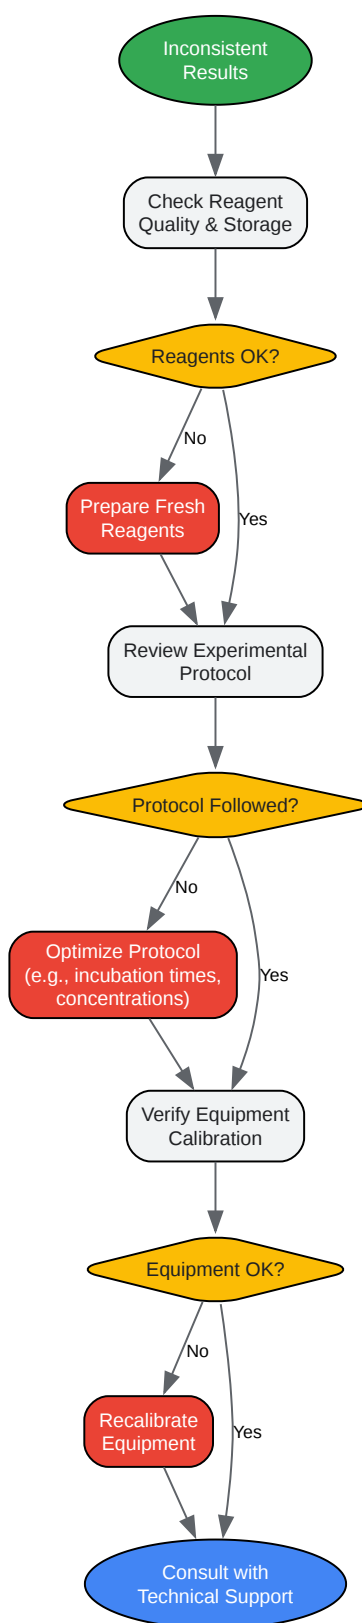 Inconsistent
Results
Check Reagent
Quality & Storage
Reagents OK?
No
Prepare Fresh
Reagents
Yes
Review Experimental
Protocol
Protocol Followed?
No
Optimize Protocol
(e.g., incubation times,
concentrations)
Yes
Verify Equipment
Calibration
Equipment OK?
No
Recalibrate
Equipment
Yes
Consult with
Technical Support